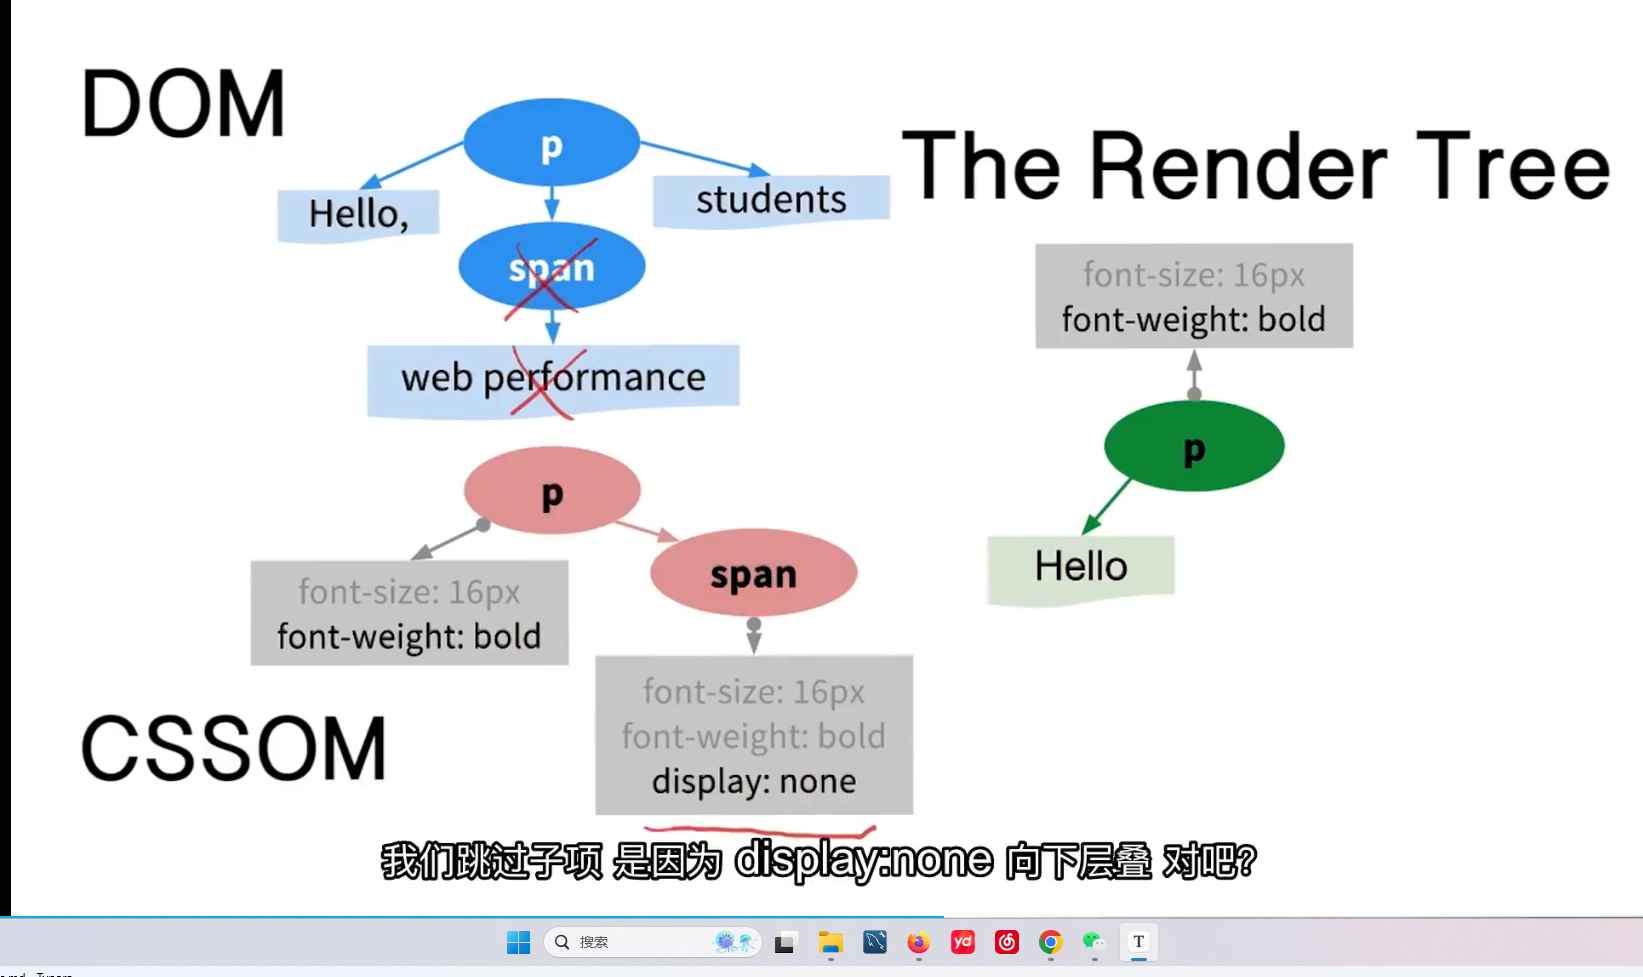 DOM
p
Hello,
students
span
web performance
The Render Tree
font-size: 16px
font-weight: bold
p
Hello
p
font-size: 16px
font-weight: bold
span
font-size: 16px
font-weight: bold
display: none
CSSOM
我们跳过子项 是因为 display:none 向下层叠 对吧?
搜索
yd
T